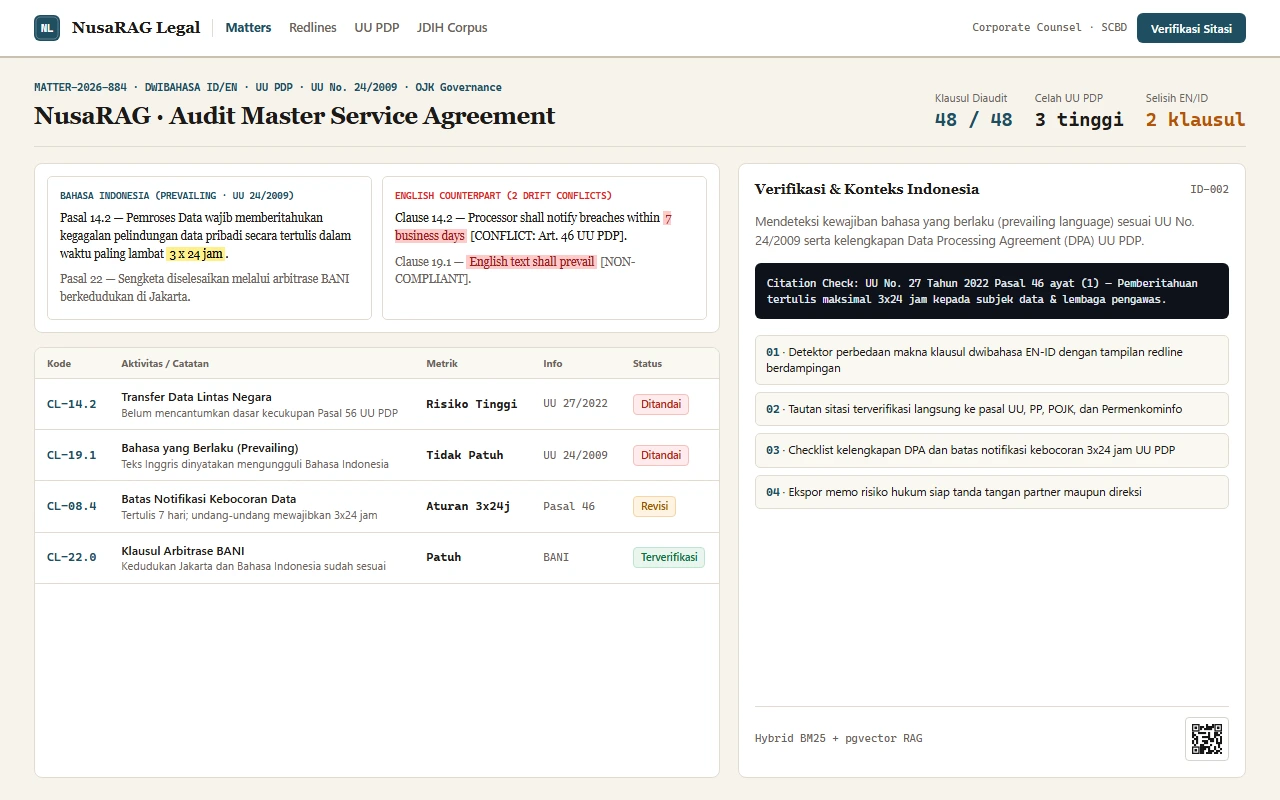 NL NusaRAG Legal Matters Redlines UU PDP JDIH Corpus Corporate Counsel · SCBD Verifikasi Sitasi
MATTER-2026-884 · DWIBAHASA ID/EN · UU PDP · UU No. 24/2009 · OJK Governance
NusaRAG · Audit Master Service Agreement
Klausul Diaudit
48 / 48
Celah UU PDP
3 tinggi
Selisih EN/ID
2 klausul
BAHASA INDONESIA (PREVAILING · UU 24/2009)
Pasal 14.2 — Pemroses Data wajib memberitahukan
kegagalan pelindungan data pribadi secara tertulis dalam
waktu paling lambat 3 x 24 jam.
Pasal 22 — Sengketa diselesaikan melalui arbitrase BANI
berkedudukan di Jakarta.
ENGLISH COUNTERPART (2 DRIFT CONFLICTS)
Clause 14.2 — Processor shall notify breaches within 7
business days [CONFLICT: Art. 46 UU PDP].
Clause 19.1 — English text shall prevail [NON-
COMPLIANT].
Kode Aktivitas / Catatan Metrik Info Status
CL-14.2 Transfer Data Lintas Negara Risiko Tinggi UU 27/2022 Ditandai
Belum mencantumkan dasar kecukupan Pasal 56 UU PDP
CL-19.1 Bahasa yang Berlaku (Prevailing) Tidak Patuh UU 24/2009 Ditandai
Teks Inggris dinyatakan mengungguli Bahasa Indonesia
CL-08.4 Batas Notifikasi Kebocoran Data Aturan 3x24j Pasal 46 Revisi
Tertulis 7 hari; undang-undang mewajibkan 3x24 jam
CL-22.0 Klausul Arbitrase BANI Patuh BANI Terverifikasi
Kedudukan Jakarta dan Bahasa Indonesia sudah sesuai
Verifikasi & Konteks Indonesia ID-002
Mendeteksi kewajiban bahasa yang berlaku (prevailing language) sesuai UU No.
24/2009 serta kelengkapan Data Processing Agreement (DPA) UU PDP.
Citation Check: UU No. 27 Tahun 2022 Pasal 46 ayat (1) — Pemberitahuan
tertulis maksimal 3x24 jam kepada subjek data & lembaga pengawas.
01 · Detektor perbedaan makna klausul dwibahasa EN-ID dengan tampilan redline
berdampingan
02 · Tautan sitasi terverifikasi langsung ke pasal UU, PP, POJK, dan Permenkominfo
03 · Checklist kelengkapan DPA dan batas notifikasi kebocoran 3x24 jam UU PDP
04 · Ekspor memo risiko hukum siap tanda tangan partner maupun direksi
Hybrid BM25 + pgvector RAG